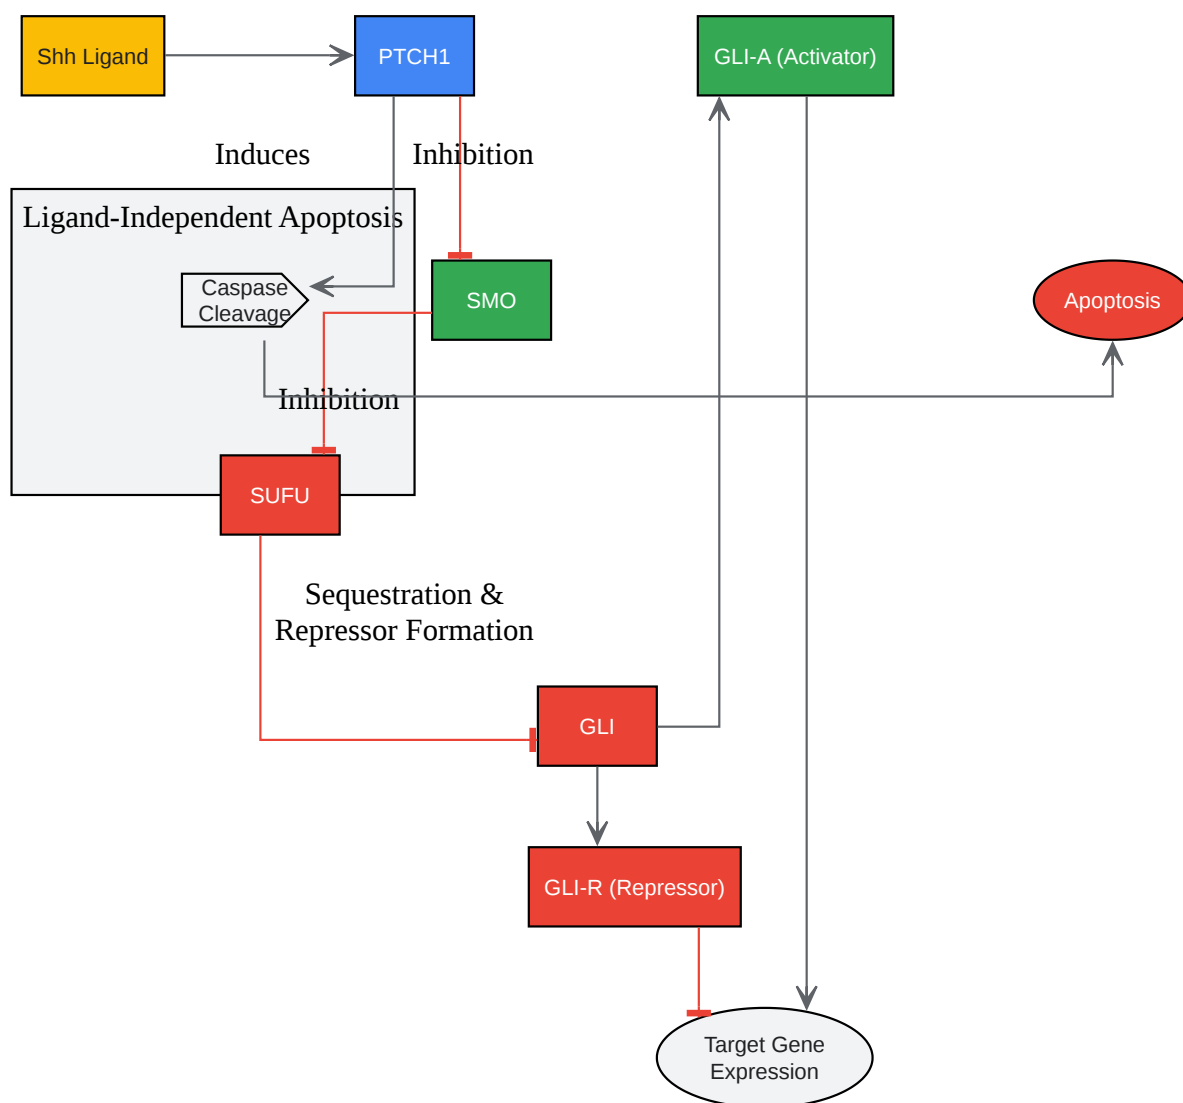 Shh Ligand
PTCH1
GLI-A (Activator)
Induces
Inhibition
Ligand-Independent Apoptosis
Caspase
Cleavage
SMO
Apoptosis
Inhibition
SUFU
Sequestration &
Repressor Formation
GLI
GLI-R (Repressor)
Target Gene
Expression